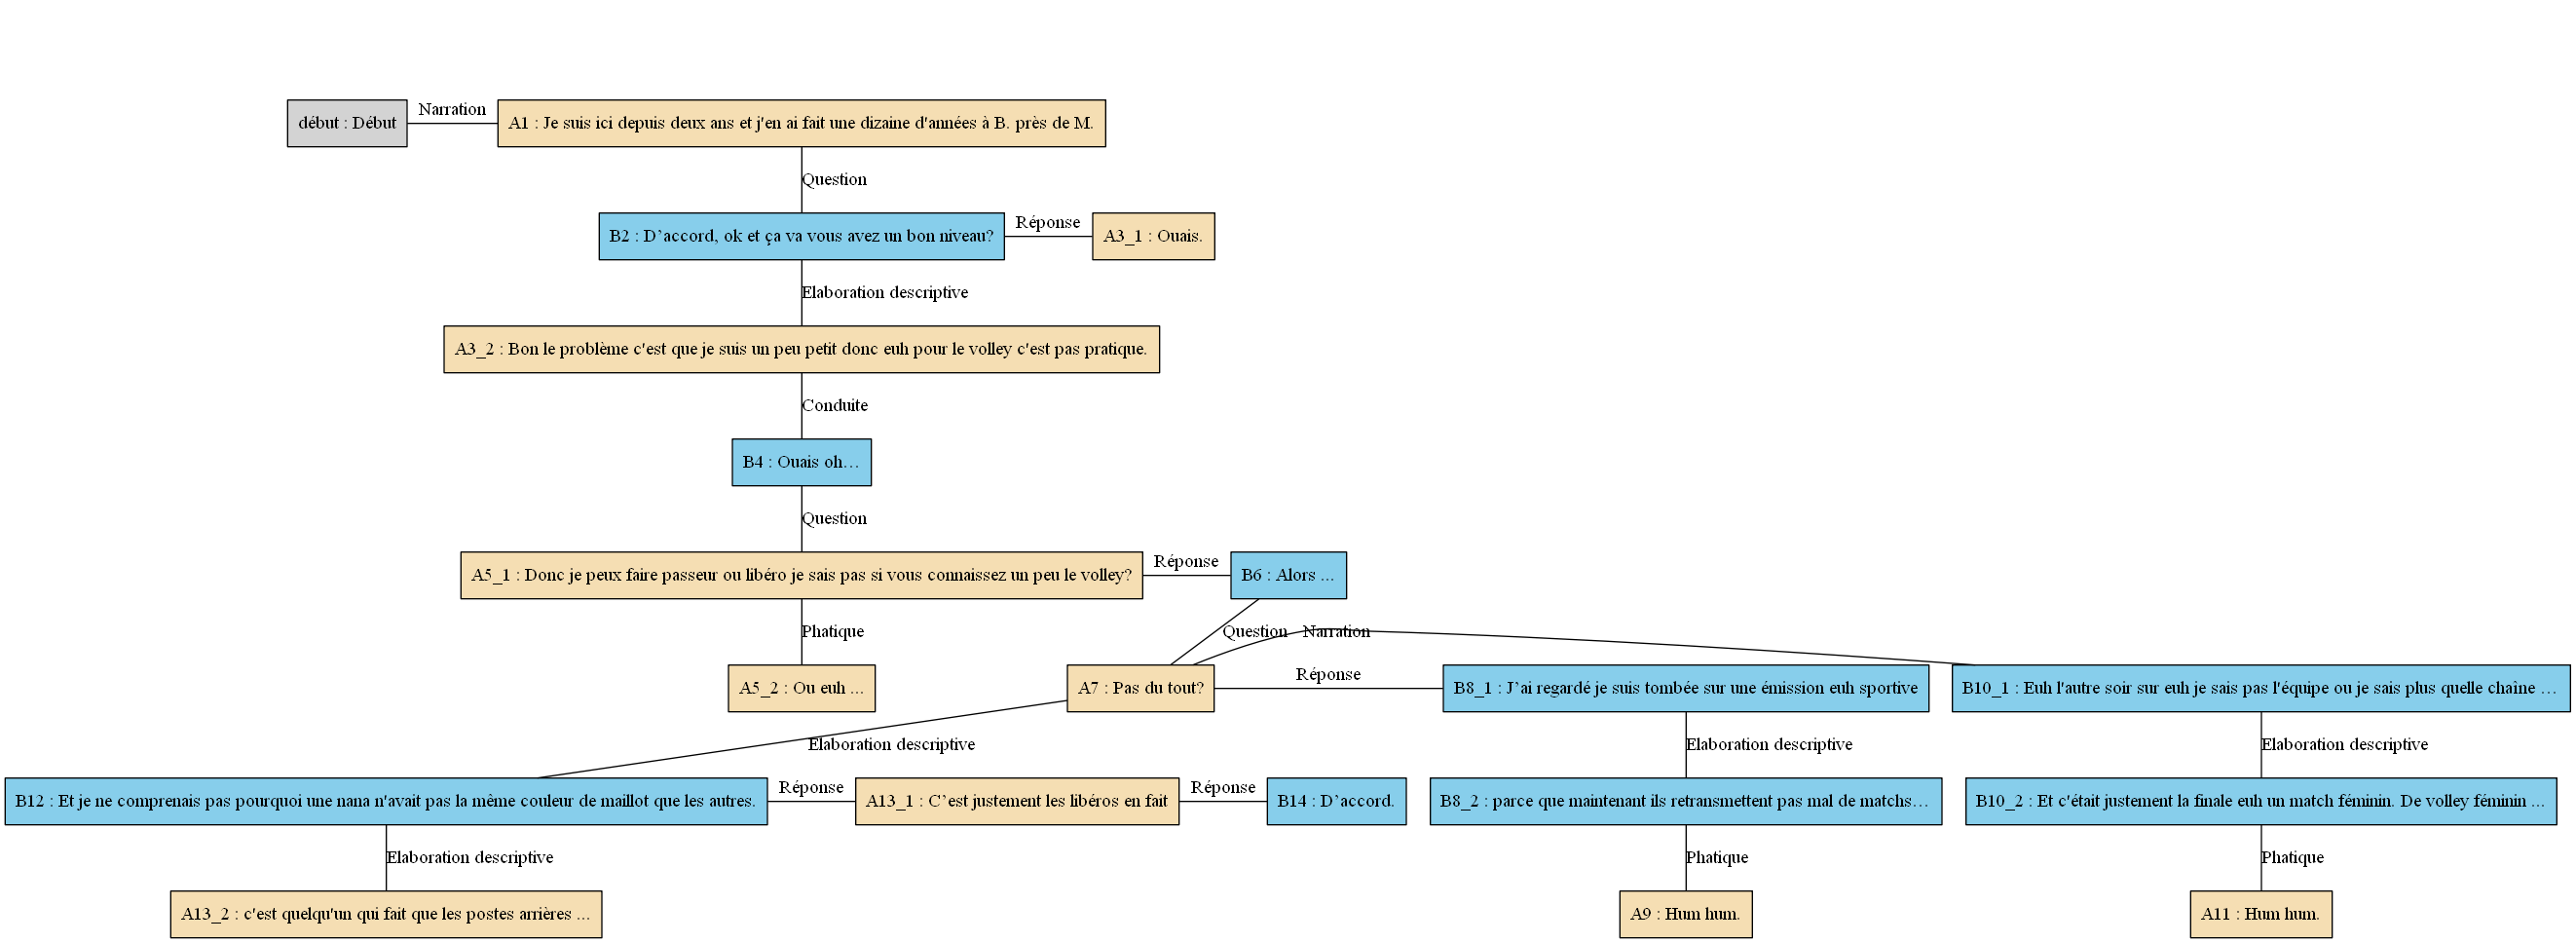 Narration
début : Début
A1 : Je suis ici depuis deux ans et j'en ai fait une dizaine d'années à B. près de M.
Question
B2 : D’accord, ok et ça va vous avez un bon niveau?
Réponse
A3_1 : Ouais.
Elaboration descriptive
A3_2 : Bon le problème c'est que je suis un peu petit donc euh pour le volley c'est pas pratique.
Conduite
B4 : Ouais oh…
Question
A5_1 : Donc je peux faire passeur ou libéro je sais pas si vous connaissez un peu le volley?
Réponse
B6 : Alors ...
Phatique
Question
Narration
A5_2 : Ou euh ...
A7 : Pas du tout?
Réponse
B8_1 : J’ai regardé je suis tombée sur une émission euh sportive
B10_1 : Euh l'autre soir sur euh je sais pas l'équipe ou je sais plus quelle chaîne …
Elaboration descriptive
Elaboration descriptive
Elaboration descriptive
B12 : Et je ne comprenais pas pourquoi une nana n'avait pas la même couleur de maillot que les autres.
Réponse
A13_1 : C’est justement les libéros en fait
Réponse
B14 : D’accord.
B8_2 : parce que maintenant ils retransmettent pas mal de matchs…
B10_2 : Et c'était justement la finale euh un match féminin. De volley féminin ...
Elaboration descriptive
Phatique
Phatique
A13_2 : c'est quelqu'un qui fait que les postes arrières ...
A9 : Hum hum.
A11 : Hum hum.